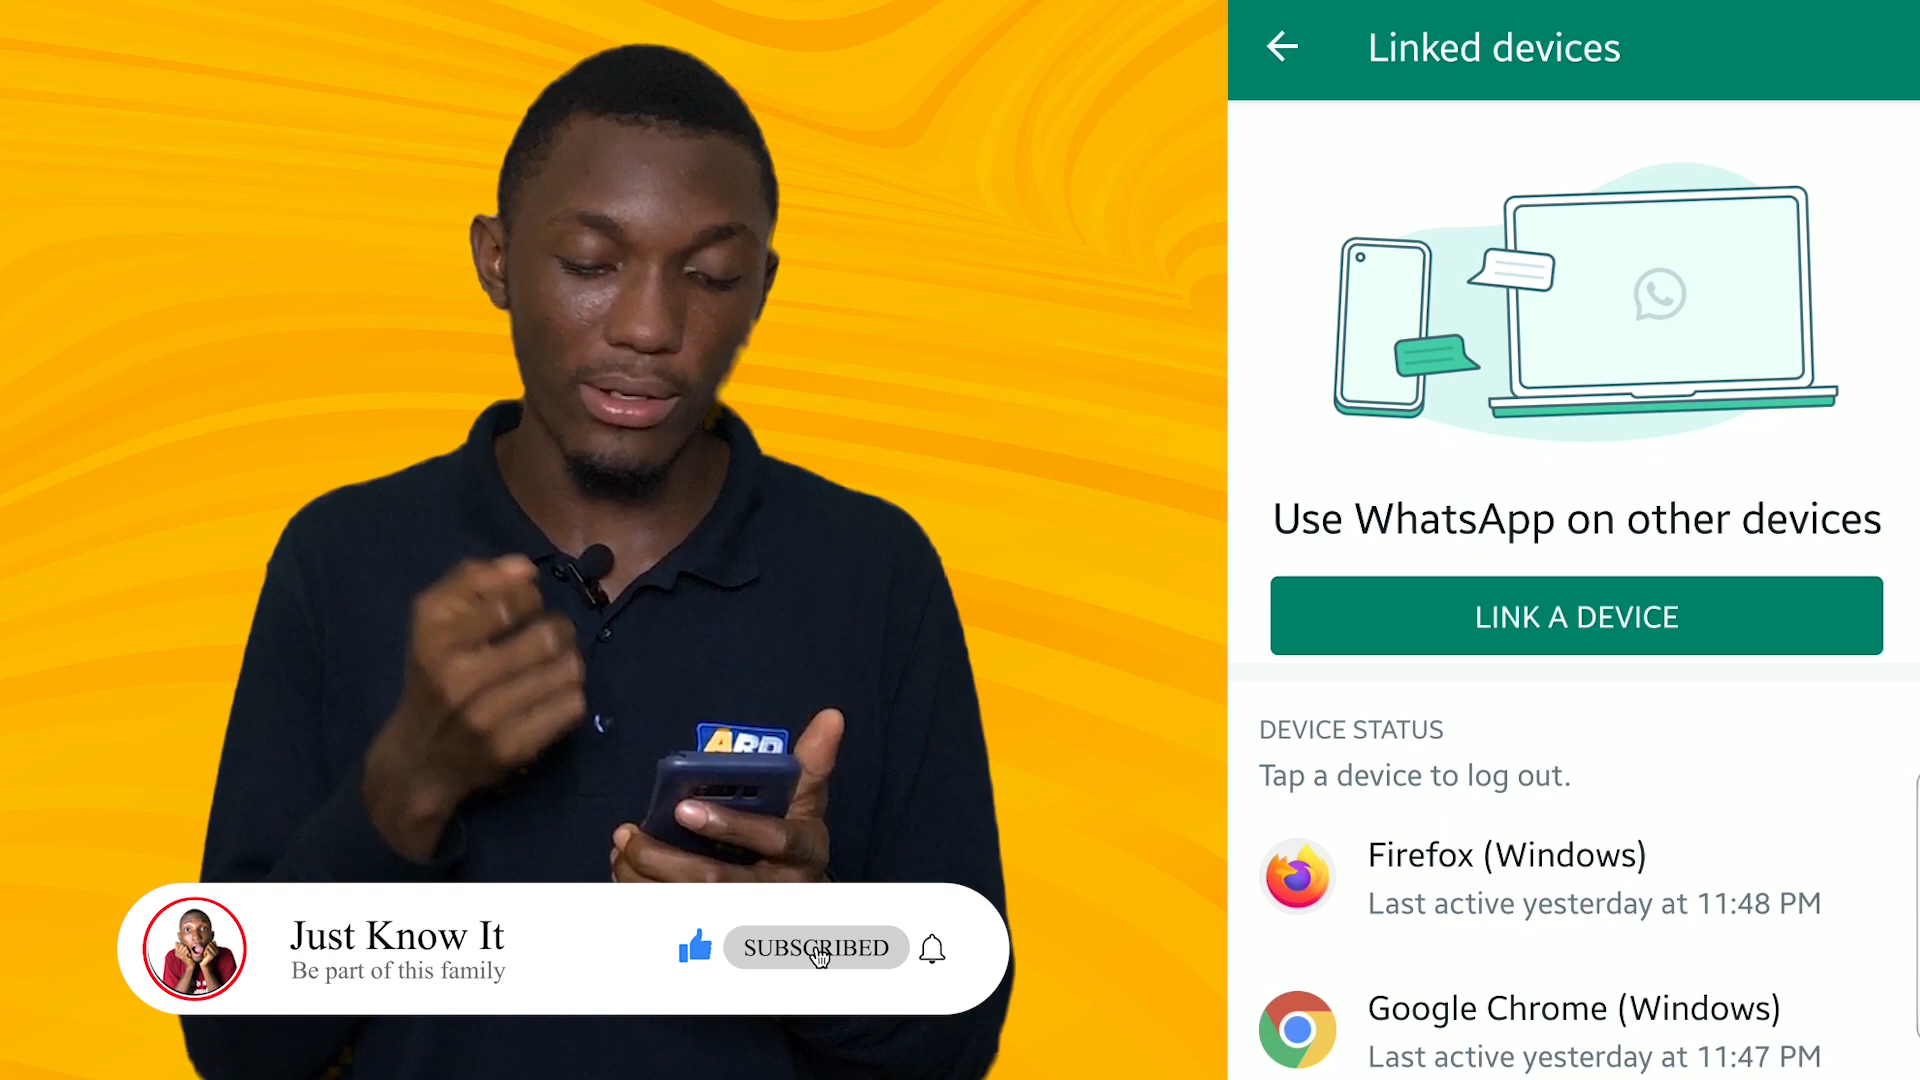 Linked devices
Use WhatsApp on other devices
LINK A DEVICE
DEVICE STATUS
Tap a device to log out.
Firefox (Windows)
Last active yesterday at 11:48 PM
Google Chrome (Windows)
Last active yesterday at 11:47 PM
Just Know It
Be part of this family
SUBSCRIBED